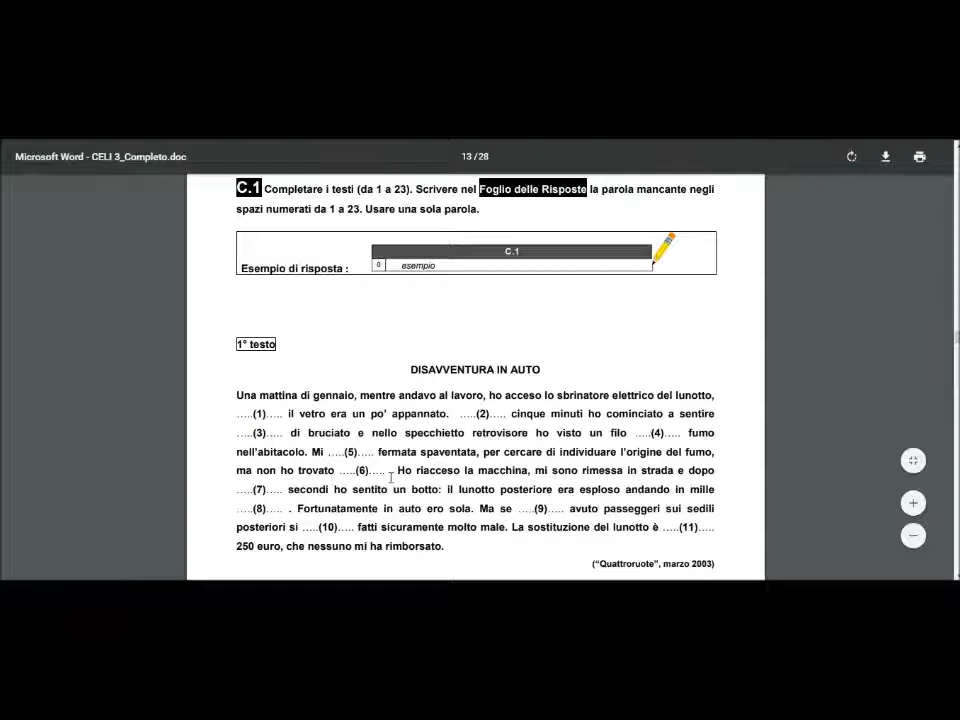 Microsoft Word - CELI 3_Completo.doc
13 / 28
C.1 Completare i testi (da 1 a 23). Scrivere nel Foglio delle Risposte la parola mancante negli
spazi numerati da 1 a 23. Usare una sola parola.
C.1
Esempio di risposta :
0 esempio
1° testo
DISAVVENTURA IN AUTO
Una mattina di gennaio, mentre andavo al lavoro, ho acceso lo sbrinatore elettrico del lunotto,
.....(1)..... il vetro era un po' appannato. .....(2)..... cinque minuti ho cominciato a sentire
.....(3)..... di bruciato e nello specchietto retrovisore ho visto un filo .....(4)..... fumo
nell'abitacolo. Mi .....(5)..... fermata spaventata, per cercare di individuare l'origine del fumo,
ma non ho trovato .....(6)..... . Ho riacceso la macchina, mi sono rimessa in strada e dopo
.....(7)..... secondi ho sentito un botto: il lunotto posteriore era esploso andando in mille
.....(8)..... . Fortunatamente in auto ero sola. Ma se .....(9)..... avuto passeggeri sui sedili
posteriori si .....(10)..... fatti sicuramente molto male. La sostituzione del lunotto è .....(11).....
250 euro, che nessuno mi ha rimborsato.
("Quattroruote", marzo 2003)